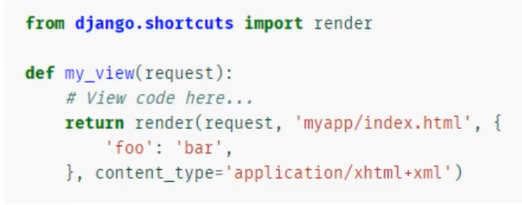 from django.shortcuts import render
def my_view(request):
    # View code here...
    return render(request, 'myapp/index.html', {
        'foo': 'bar',
    }, content_type='application/xhtml+xml')